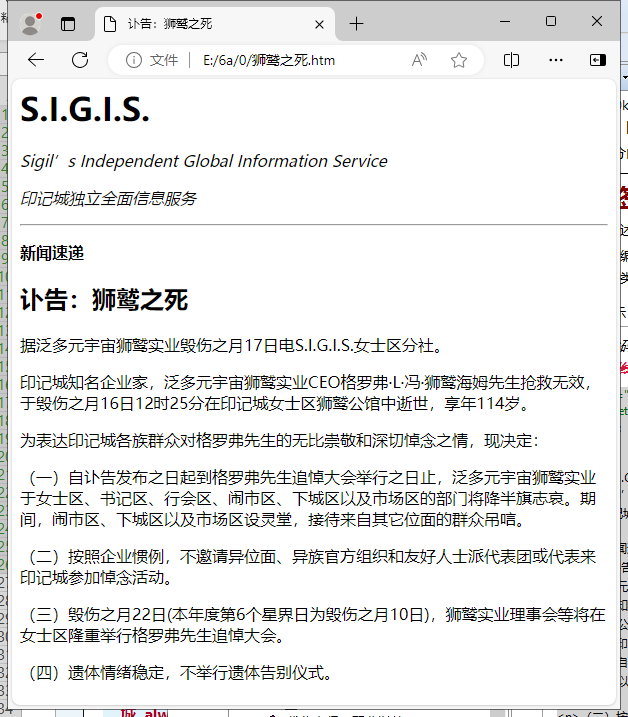 讣告：狮鹫之死
文件
E:/6a/0/狮鹫之死.htm
S.I.G.I.S.
Sigil’s Independent Global Information Service
印记城独立全面信息服务
新闻速递
讣告：狮鹫之死
据泛多元宇宙狮鹫实业毁伤之月17日电S.I.G.I.S.女士区分社。
印记城知名企业家，泛多元宇宙狮鹫实业CEO格罗弗·L·冯·狮鹫海姆先生抢救无效，
于毁伤之月16日12时25分在印记城女士区狮鹫公馆中逝世，享年114岁。
为表达印记城各族群众对格罗弗先生的无比崇敬和深切悼念之情，现决定：
（一）自讣告发布之日起到格罗弗先生追悼大会举行之日止，泛多元宇宙狮鹫实业
于女士区、书记区、行会区、闹市区、下城区以及市场区的部门将降半旗志哀。期
间，闹市区、下城区以及市场区设灵堂，接待来自其它位面的群众吊唁。
（二）按照企业惯例，不邀请异位面、异族官方组织和友好人士派代表团或代表来
印记城参加悼念活动。
（三）毁伤之月22日(本年度第6个星界日为毁伤之月10日)，狮鹫实业理事会等将在
女士区隆重举行格罗弗先生追悼大会。
（四）遗体情绪稳定，不举行遗体告别仪式。